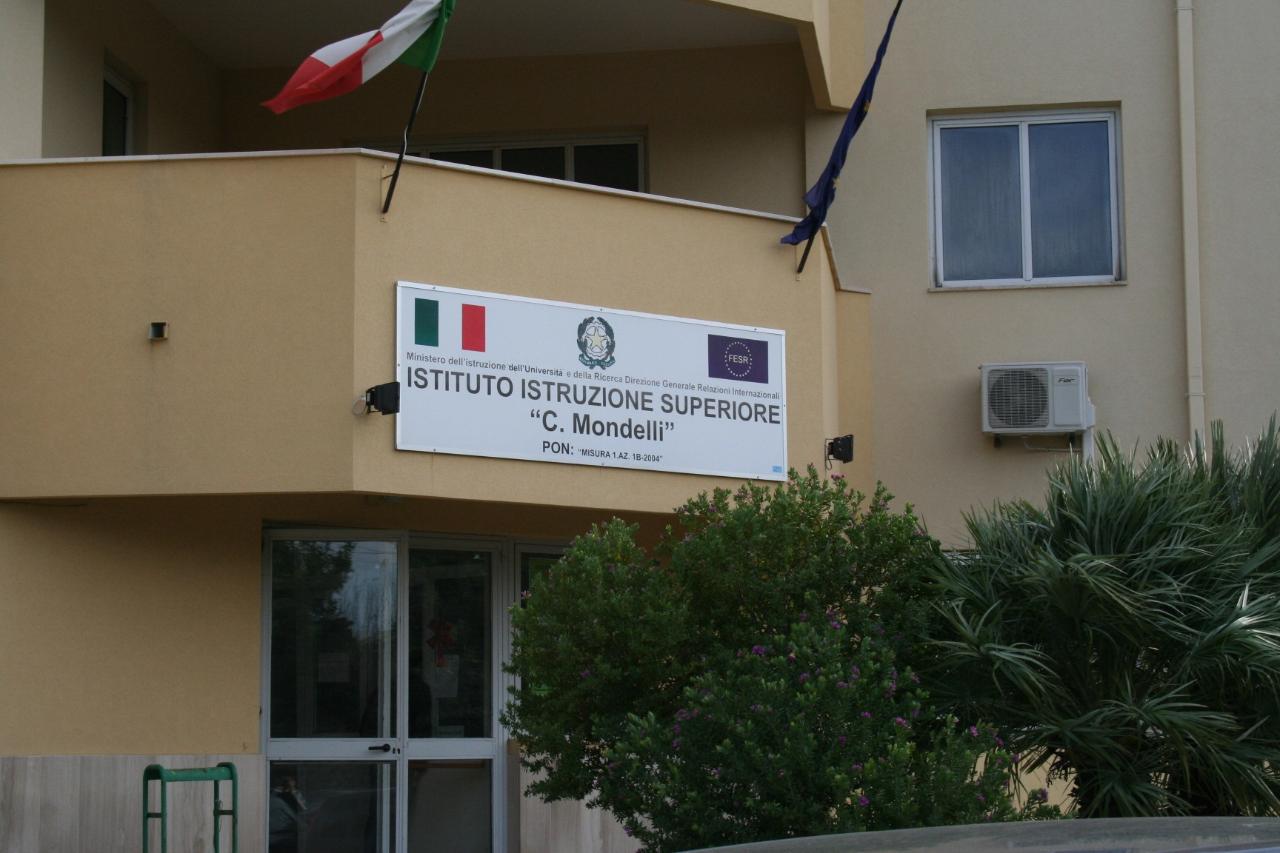 FESR
Ministero dell'istruzione dell'Università e della Ricerca Direzione Generale Relazioni Internazionali
ISTITUTO ISTRUZIONE SUPERIORE
“C. Mondelli”
PON: “MISURA 1.AZ. 1B-2004”
Fer